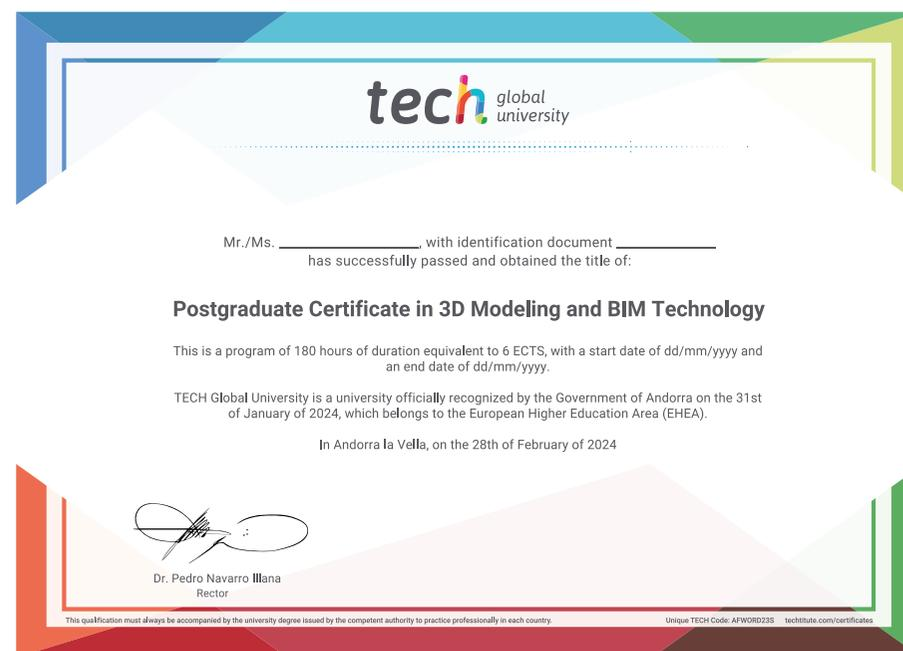 tech global
university
Mr./Ms. ________________, with identification document ____________
has successfully passed and obtained the title of:
Postgraduate Certificate in 3D Modeling and BIM Technology
This is a program of 180 hours of duration equivalent to 6 ECTS, with a start date of dd/mm/yyyy and
an end date of dd/mm/yyyy.
TECH Global University is a university officially recognized by the Government of Andorra on the 31st
of January of 2024, which belongs to the European Higher Education Area (EHEA).
In Andorra la Vella, on the 28th of February of 2024
Dr. Pedro Navarro Illana
Rector
This qualification must always be accompanied by the university degree issued by the competent authority to practice professionally in each country. Unique TECH Code: AFWORD23S techtitute.com/certificates